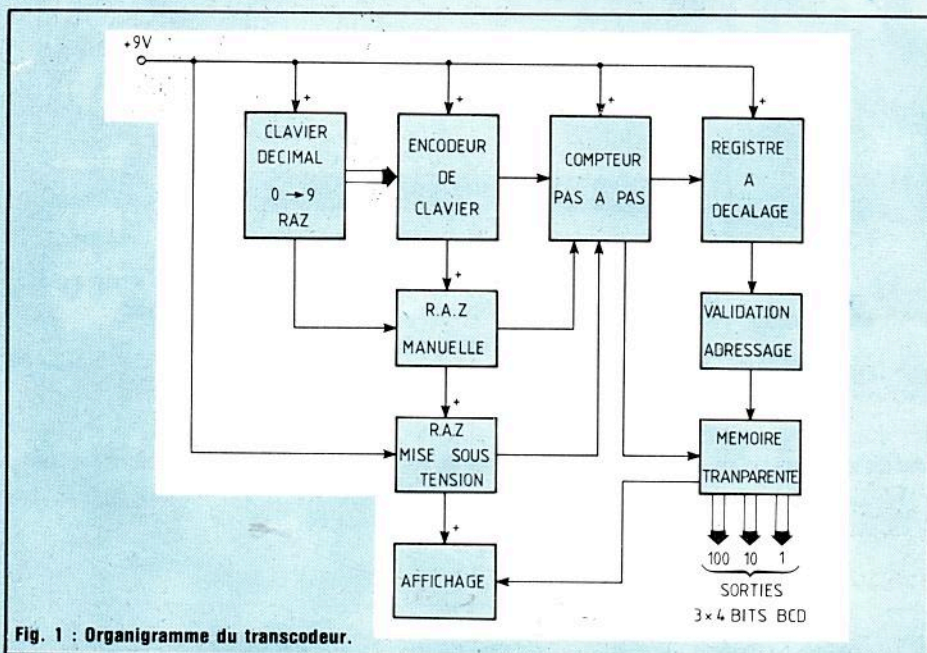 +9V
+
+
+
+
CLAVIER
DECIMAL
0 → 9
RAZ
ENCODEUR
DE
CLAVIER
COMPTEUR
PAS A PAS
REGISTRE
A
DECALAGE
+
R.A.Z
MANUELLE
VALIDATION
ADRESSAGE
+
R.A.Z
MISE SOUS
TENSION
MEMOIRE
TRANPARENTE
+
AFFICHAGE
100 10 1
SORTIES
3×4 BITS BCD
Fig. 1 : Organigramme du transcodeur.